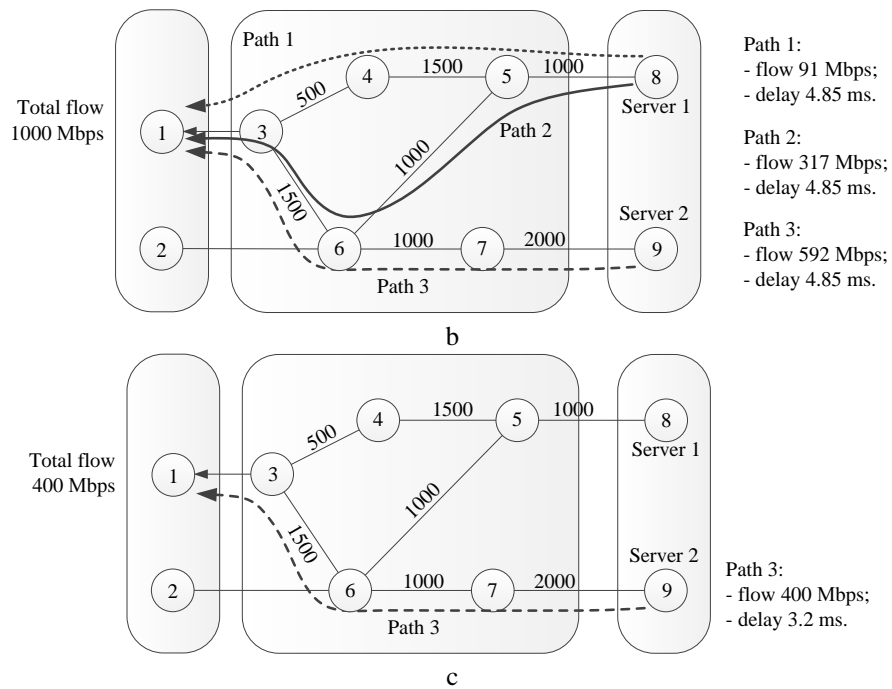 Path 1
Total flow
1000 Mbps
1
2
3
4
5
6
7
8
9
500
1500
1000
1000
1500
1000
2000
Server 1
Server 2
Path 2
Path 3
Path 1:
- flow 91 Mbps;
- delay 4.85 ms.
Path 2:
- flow 317 Mbps;
- delay 4.85 ms.
Path 3:
- flow 592 Mbps;
- delay 4.85 ms.
b
Total flow
400 Mbps
1
2
3
4
5
6
7
8
9
500
1500
1000
1000
1500
1000
2000
Server 1
Server 2
Path 3
Path 3:
- flow 400 Mbps;
- delay 3.2 ms.
c